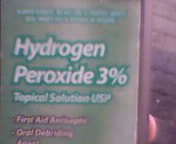 Hydrogen
Peroxide 3%
Topical Solution USP
· First Aid Antiseptic
· Oral Debriding
Agent